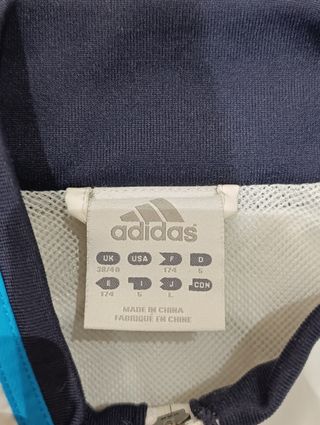 adidas
UK USA F D
38/40 174 5
E I J CDN
174 5 L
MADE IN CHINA
FABRIQUÉ EN CHINE